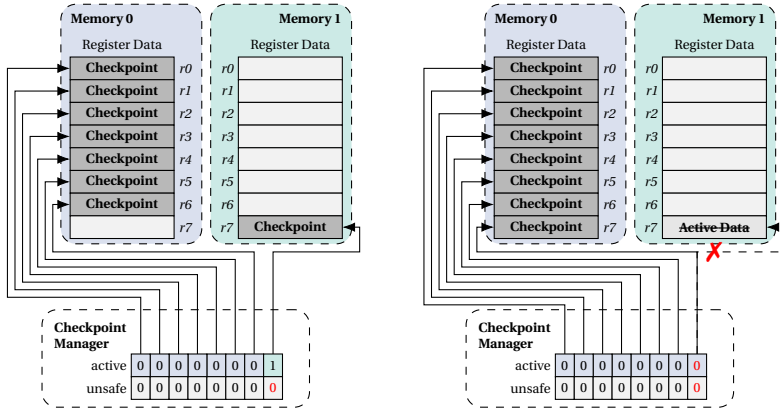 Memory 0 Memory 1
Register Data Register Data
Checkpoint r0 r0
Checkpoint r1 r1
Checkpoint r2 r2
Checkpoint r3 r3
Checkpoint r4 r4
Checkpoint r5 r5
Checkpoint r6 r6
r7 r7 Checkpoint
Checkpoint
Manager
active 0 0 0 0 0 0 0 1
unsafe 0 0 0 0 0 0 0 0
Memory 0 Memory 1
Register Data Register Data
Checkpoint r0 r0
Checkpoint r1 r1
Checkpoint r2 r2
Checkpoint r3 r3
Checkpoint r4 r4
Checkpoint r5 r5
Checkpoint r6 r6
Checkpoint r7 r7 Active Data
✗
Checkpoint
Manager
active 0 0 0 0 0 0 0 0
unsafe 0 0 0 0 0 0 0 0